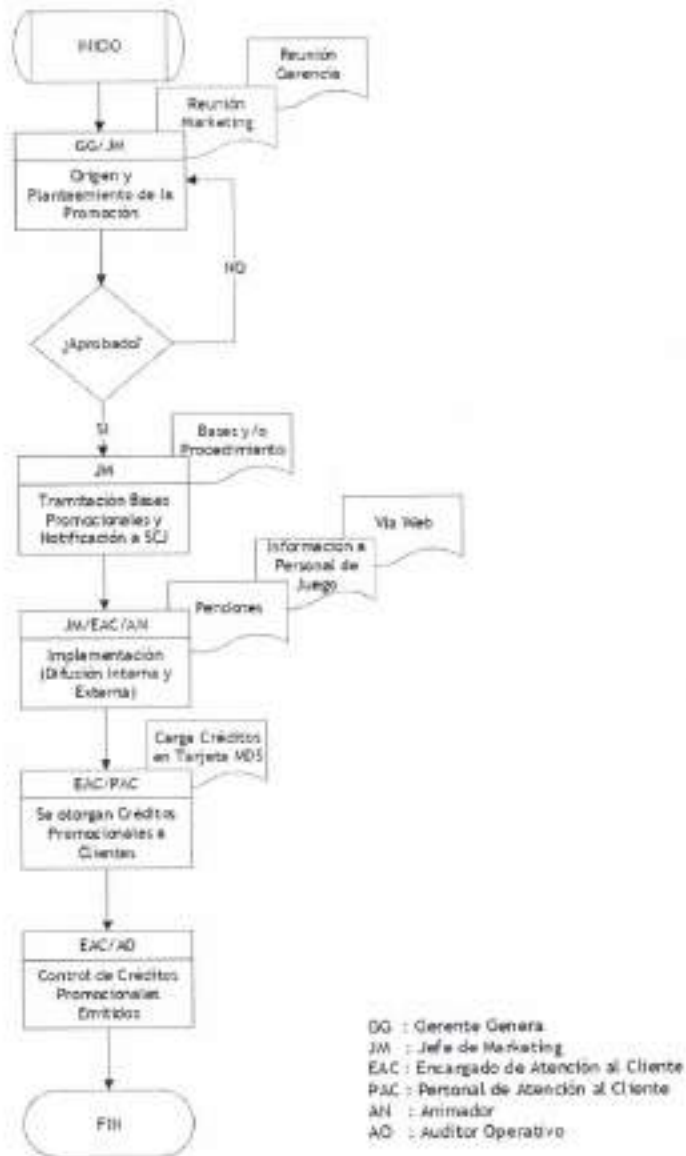 INICIO
Reunión
Gerencia
Reunión
Marketing
GG/JM
Origen y
Planteamiento de la
Promoción
NO
¿Aprobado?
SI
Bases y/o
Procedimiento
JM
Tramitación Bases
Promocionales y
Notificación a SCJ
Vía Web
Informacion a
Personal de
Juego
Pendones
JM/EAC/AN
Implementación
(Difusión Interna y
Externa)
Carga Créditos
en Tarjeta MDS
EAC/PAC
Se otorgan Créditos
Promocionales a
Clientes
EAC/AO
Control de Créditos
Promocionales
Emitidos
FIN
GG : Gerente Genera
JM : Jefe de Marketing
EAC : Encargado de Atención al Cliente
PAC : Personal de Atención al Cliente
AN : Animador
AO : Auditor Operativo